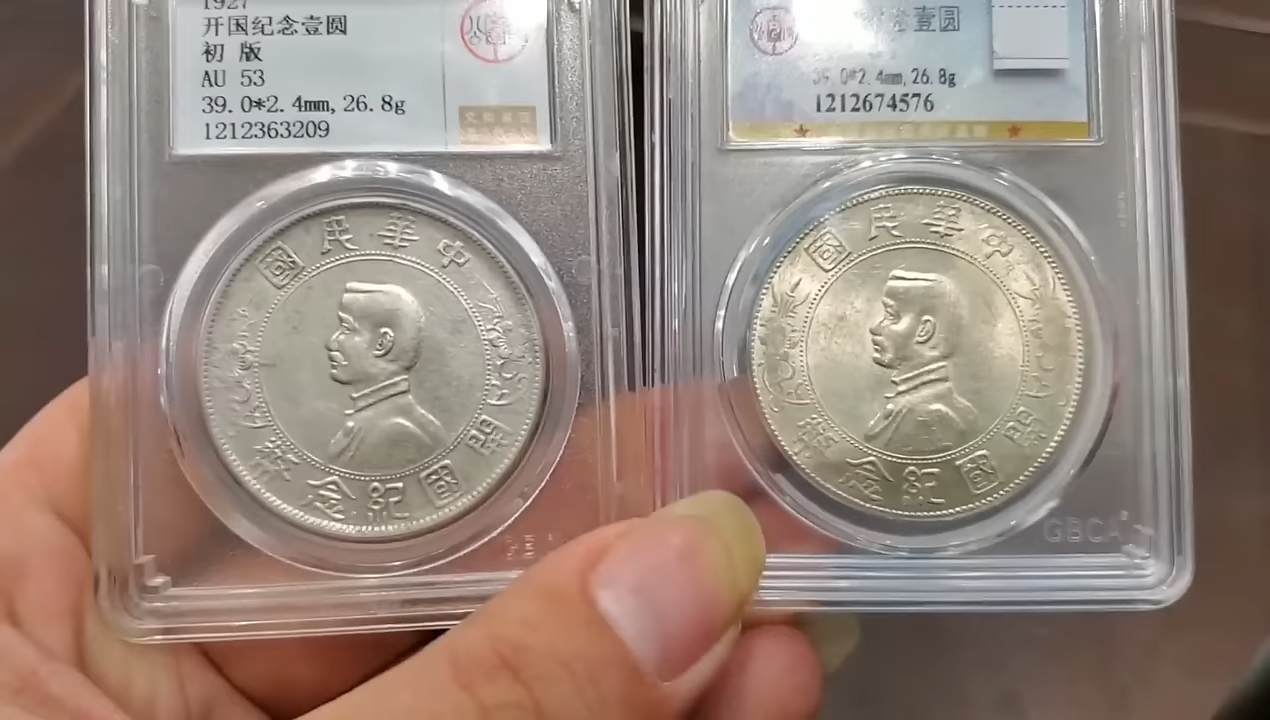 1927
开国纪念壹圆
初 版
AU 53
39.0*2.4mm,26.8g
1212363209
念壹圆
39.0*2.4mm,26.8g
1212674576
中華民國
開國紀念幣
中華民國
開國紀念幣
GBCA